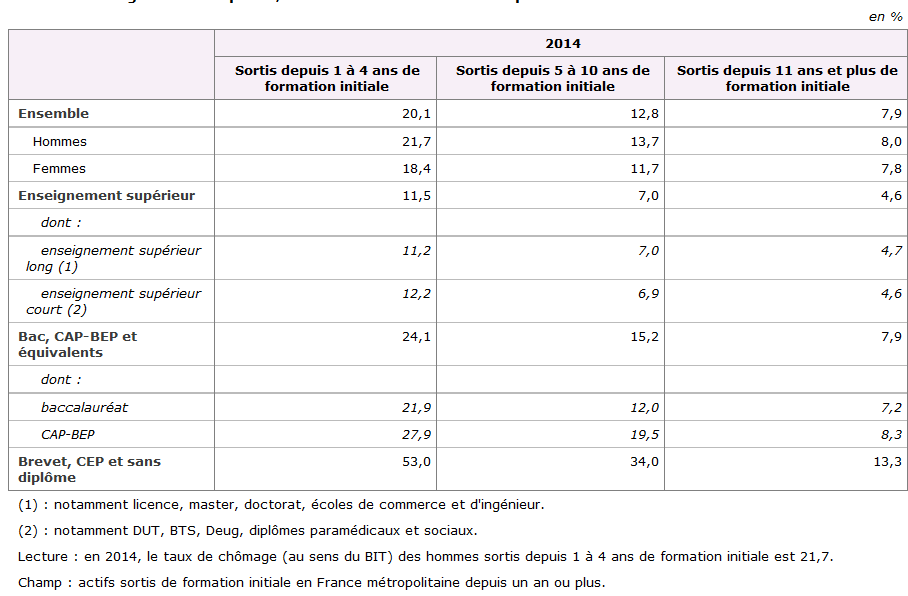 en %
2014
Sortis depuis 1 à 4 ans de formation initiale
Sortis depuis 5 à 10 ans de formation initiale
Sortis depuis 11 ans et plus de formation initiale
Ensemble 20,1 12,8 7,9
Hommes 21,7 13,7 8,0
Femmes 18,4 11,7 7,8
Enseignement supérieur 11,5 7,0 4,6
dont :
enseignement supérieur long (1) 11,2 7,0 4,7
enseignement supérieur court (2) 12,2 6,9 4,6
Bac, CAP-BEP et équivalents 24,1 15,2 7,9
dont :
baccalauréat 21,9 12,0 7,2
CAP-BEP 27,9 19,5 8,3
Brevet, CEP et sans diplôme 53,0 34,0 13,3
(1) : notamment licence, master, doctorat, écoles de commerce et d'ingénieur.
(2) : notamment DUT, BTS, Deug, diplômes paramédicaux et sociaux.
Lecture : en 2014, le taux de chômage (au sens du BIT) des hommes sortis depuis 1 à 4 ans de formation initiale est 21,7.
Champ : actifs sortis de formation initiale en France métropolitaine depuis un an ou plus.